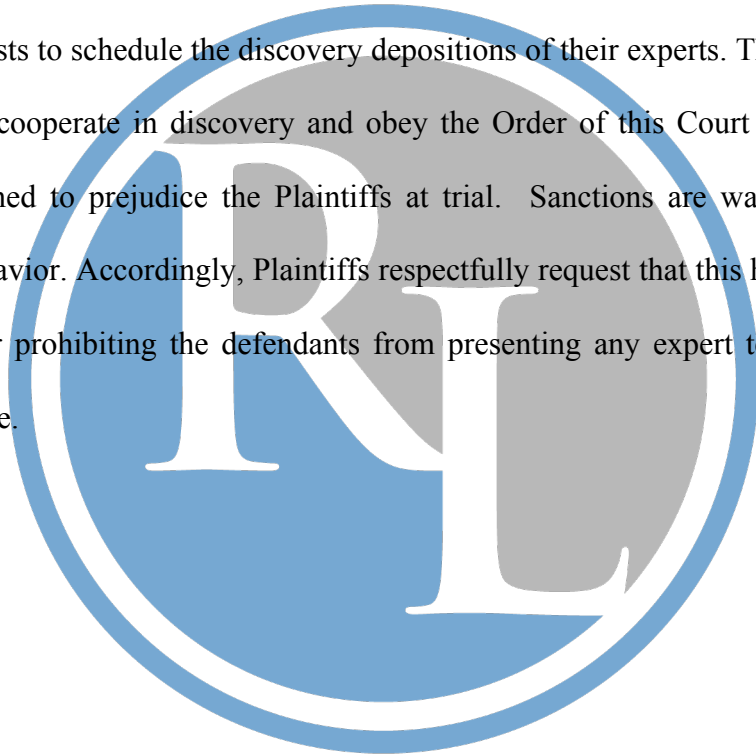 sts to schedule the discovery depositions of their experts. T
cooperate in discovery and obey the Order of this Court
ned to prejudice the Plaintiffs at trial. Sanctions are wa
avior. Accordingly, Plaintiffs respectfully request that this
r prohibiting the defendants from presenting any expert t
e.
RL